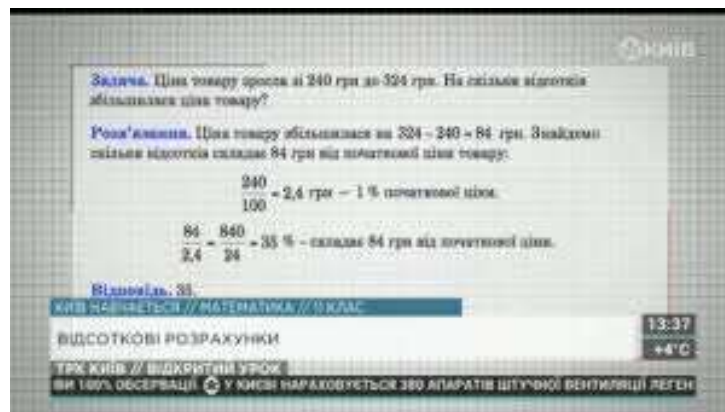 КИЇВ
Задача. Ціна товару зросла зі 240 грн до 324 грн. На скільки відсотків
збільшилася ціна товару?
Розв'язання. Ціна товару збільшилася на 324 – 240 = 84 грн. Знайдемо
скільки відсотків складає 84 грн від початкової ціни товару:
240/100 = 2,4 грн – 1 % початкової ціни.
84/2,4 = 840/24 = 35 % – складає 84 грн від початкової ціни.
Відповідь. 35.
КИЇВ НАВЧАЄТЬСЯ // МАТЕМАТИКА // 11 КЛАС
ВІДСОТКОВІ РОЗРАХУНКИ
13:37
+4°C
ТРК КИЇВ // ВІДКРИТИЙ УРОК
ВИ 100% ОБСЕРВАЦІЇ У КИЄВІ НАРАХОВУЄТЬСЯ 380 АПАРАТІВ ШТУЧНОЇ ВЕНТИЛЯЦІЇ ЛЕГЕН